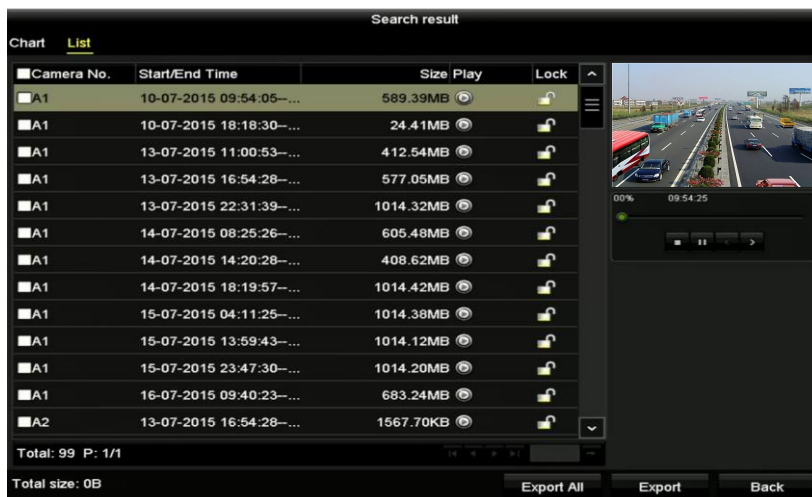 Search result
Chart List
Camera No. Start/End Time Size Play Lock
A1 10-07-2015 09:54:05--... 589.39MB
A1 10-07-2015 18:18:30--... 24.41MB
A1 13-07-2015 11:00:53--... 412.54MB
A1 13-07-2015 16:54:28--... 577.05MB
A1 13-07-2015 22:31:39--... 1014.32MB
A1 14-07-2015 08:25:26--... 605.48MB
A1 14-07-2015 14:20:28--... 408.62MB
A1 14-07-2015 18:19:57--... 1014.42MB
A1 15-07-2015 04:11:25--... 1014.38MB
A1 15-07-2015 13:59:43--... 1014.12MB
A1 15-07-2015 23:47:30--... 1014.20MB
A1 16-07-2015 09:40:23--... 683.24MB
A2 13-07-2015 16:54:28--... 1567.70KB
Total: 99 P: 1/1
00% 09:54:25
Total size: 0B
Export All Export Back